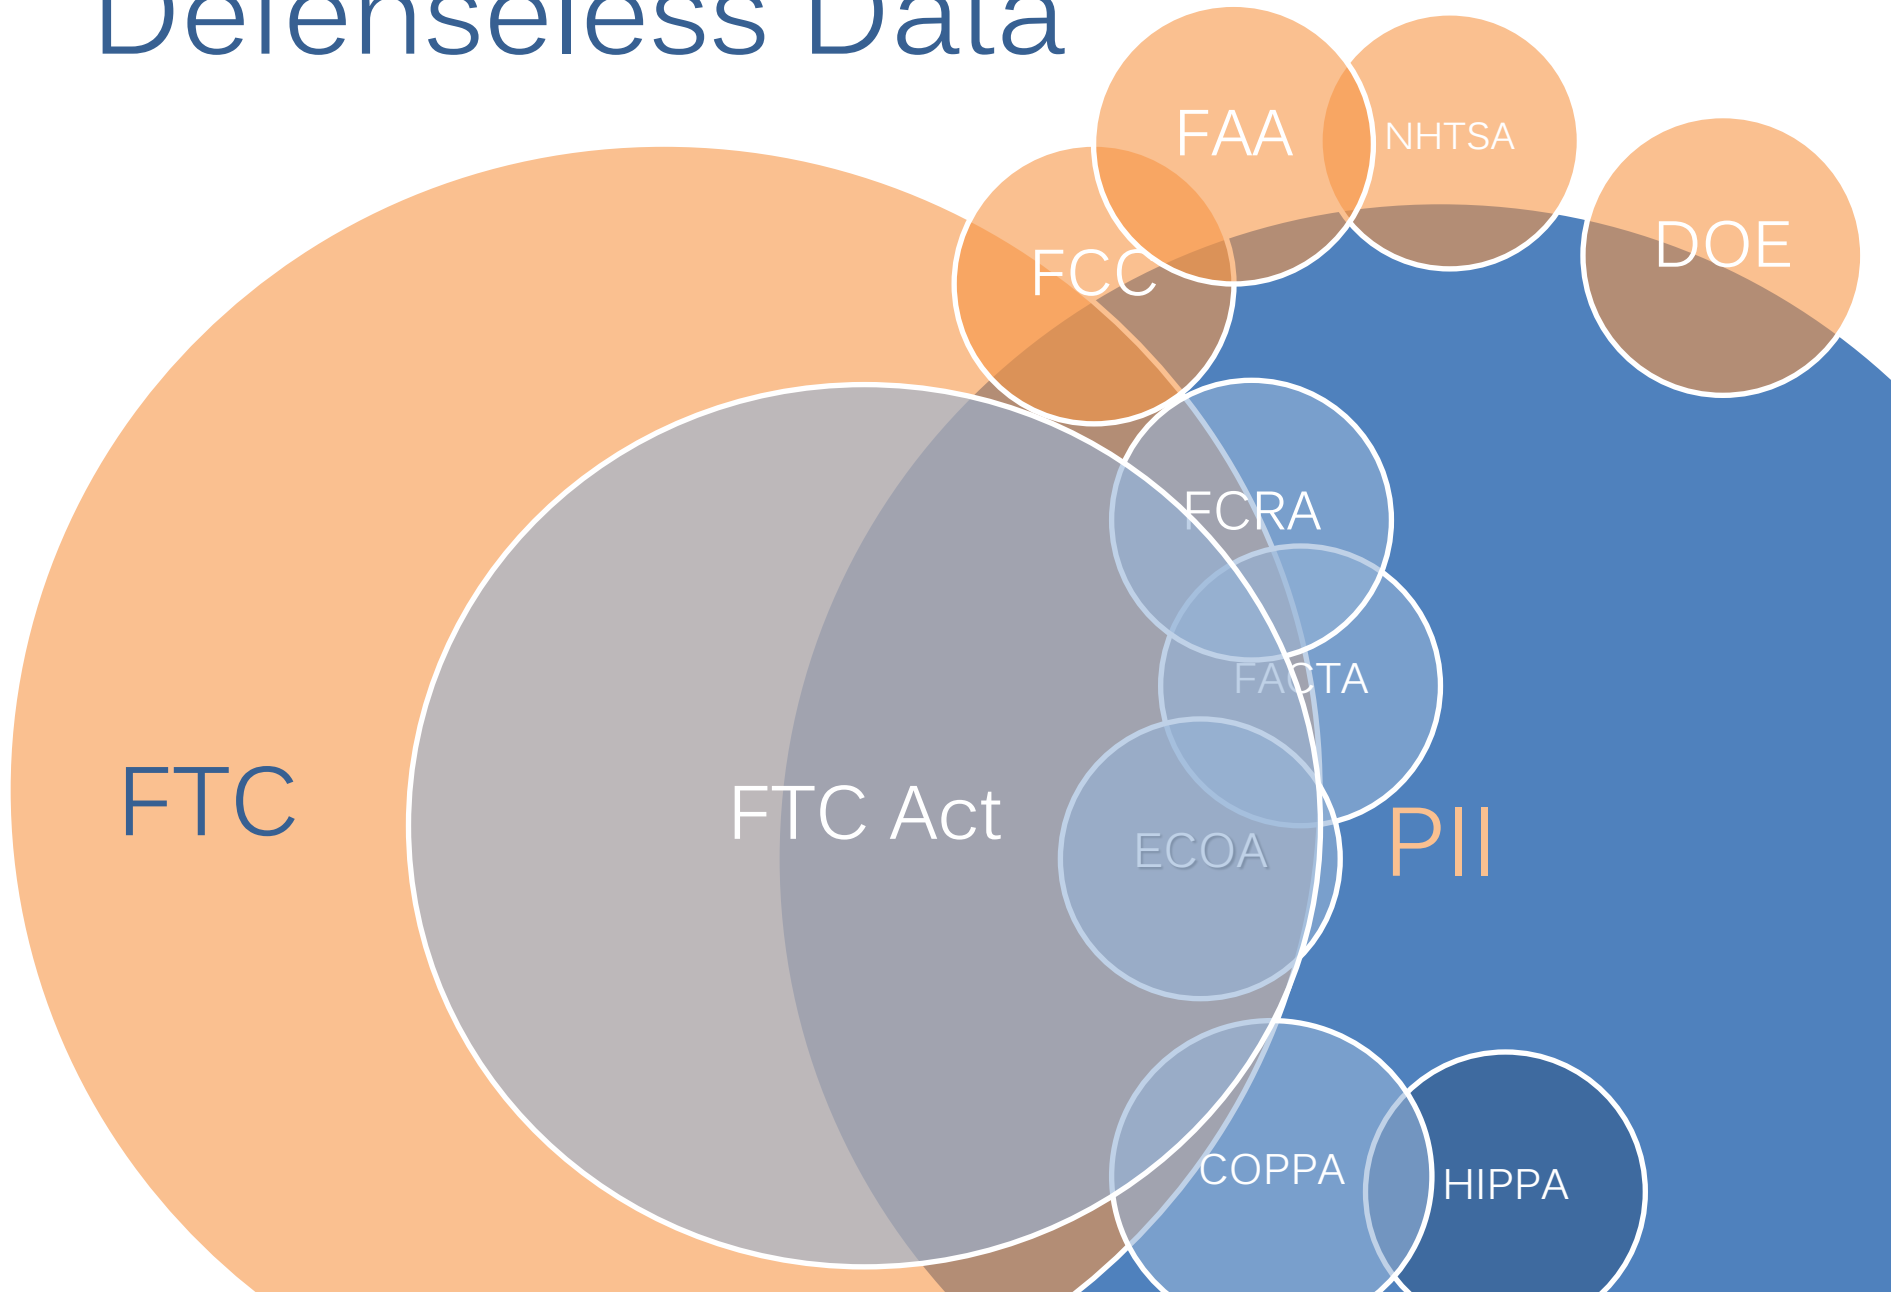 Defenseless Data
FAA
NHTSA
DOE
FCC
FCRA
FACTA
FTC
FTC Act
ECOA
PII
COPPA
HIPPA